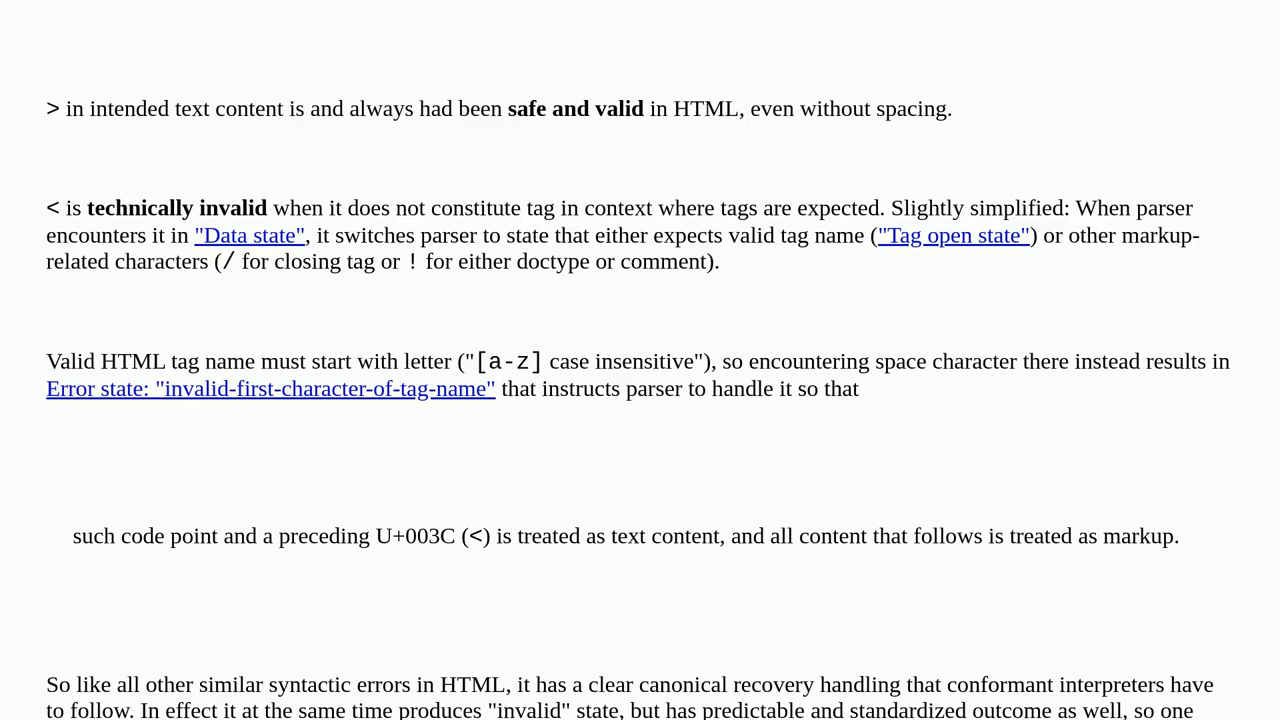 > in intended text content is and always had been safe and valid in HTML, even without spacing.
< is technically invalid when it does not constitute tag in context where tags are expected. Slightly simplified: When parser
encounters it in "Data state", it switches parser to state that either expects valid tag name ("Tag open state") or other markup-
related characters (/ for closing tag or ! for either doctype or comment).
Valid HTML tag name must start with letter ("[a-z] case insensitive"), so encountering space character there instead results in
Error state: "invalid-first-character-of-tag-name" that instructs parser to handle it so that
such code point and a preceding U+003C (<) is treated as text content, and all content that follows is treated as markup.
So like all other similar syntactic errors in HTML, it has a clear canonical recovery handling that conformant interpreters have
to follow. In effect it at the same time produces "invalid" state, but has predictable and standardized outcome as well, so one